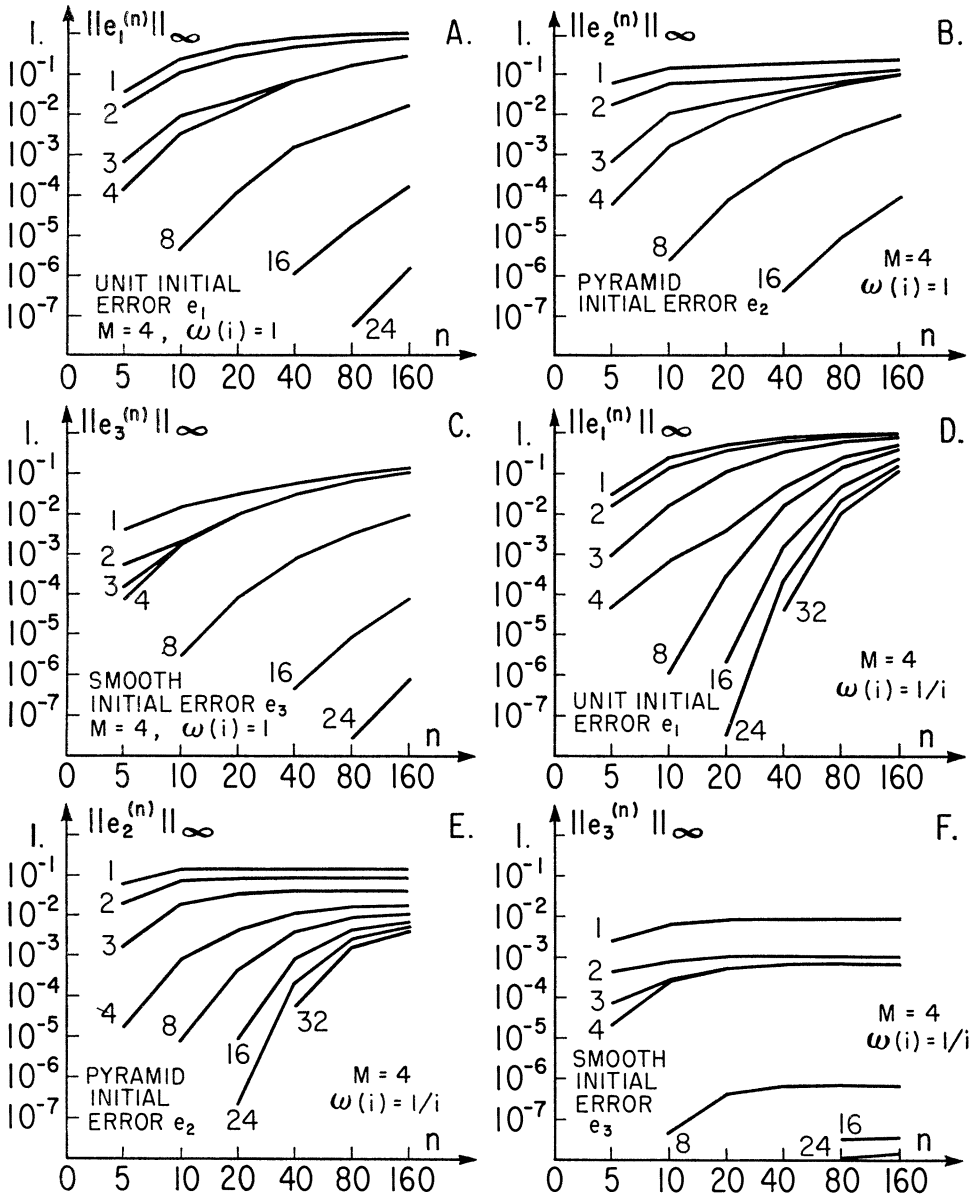 ||e₁⁽ⁿ⁾||∞ A.
1.
10⁻¹
10⁻²
10⁻³
10⁻⁴
10⁻⁵
10⁻⁶
10⁻⁷
1
2
3
4
8
16
24
UNIT INITIAL
ERROR e₁
M = 4, ω(i) = 1
n
0 5 10 20 40 80 160
||e₂⁽ⁿ⁾||∞ B.
1.
10⁻¹
10⁻²
10⁻³
10⁻⁴
10⁻⁵
10⁻⁶
10⁻⁷
1
2
3
4
8
16
PYRAMID
INITIAL ERROR e₂
M = 4
ω(i) = 1
n
0 5 10 20 40 80 160
||e₃⁽ⁿ⁾||∞ C.
1.
10⁻¹
10⁻²
10⁻³
10⁻⁴
10⁻⁵
10⁻⁶
10⁻⁷
1
2
3
4
8
16
24
SMOOTH
INITIAL ERROR e₃
M = 4, ω(i) = 1
n
0 5 10 20 40 80 160
||e₁⁽ⁿ⁾||∞ D.
1.
10⁻¹
10⁻²
10⁻³
10⁻⁴
10⁻⁵
10⁻⁶
10⁻⁷
1
2
3
4
8
16
24
32
UNIT INITIAL
ERROR e₁
M = 4
ω(i) = 1/i
n
0 5 10 20 40 80 160
||e₂⁽ⁿ⁾||∞ E.
1.
10⁻¹
10⁻²
10⁻³
10⁻⁴
10⁻⁵
10⁻⁶
10⁻⁷
1
2
3
4
8
16
24
32
PYRAMID
INITIAL
ERROR e₂
M = 4
ω(i) = 1/i
n
0 5 10 20 40 80 160
||e₃⁽ⁿ⁾||∞ F.
1.
10⁻¹
10⁻²
10⁻³
10⁻⁴
10⁻⁵
10⁻⁶
10⁻⁷
1
2
3
4
8
16
24
SMOOTH
INITIAL
ERROR
e₃
M = 4
ω(i) = 1/i
n
0 5 10 20 40 80 160